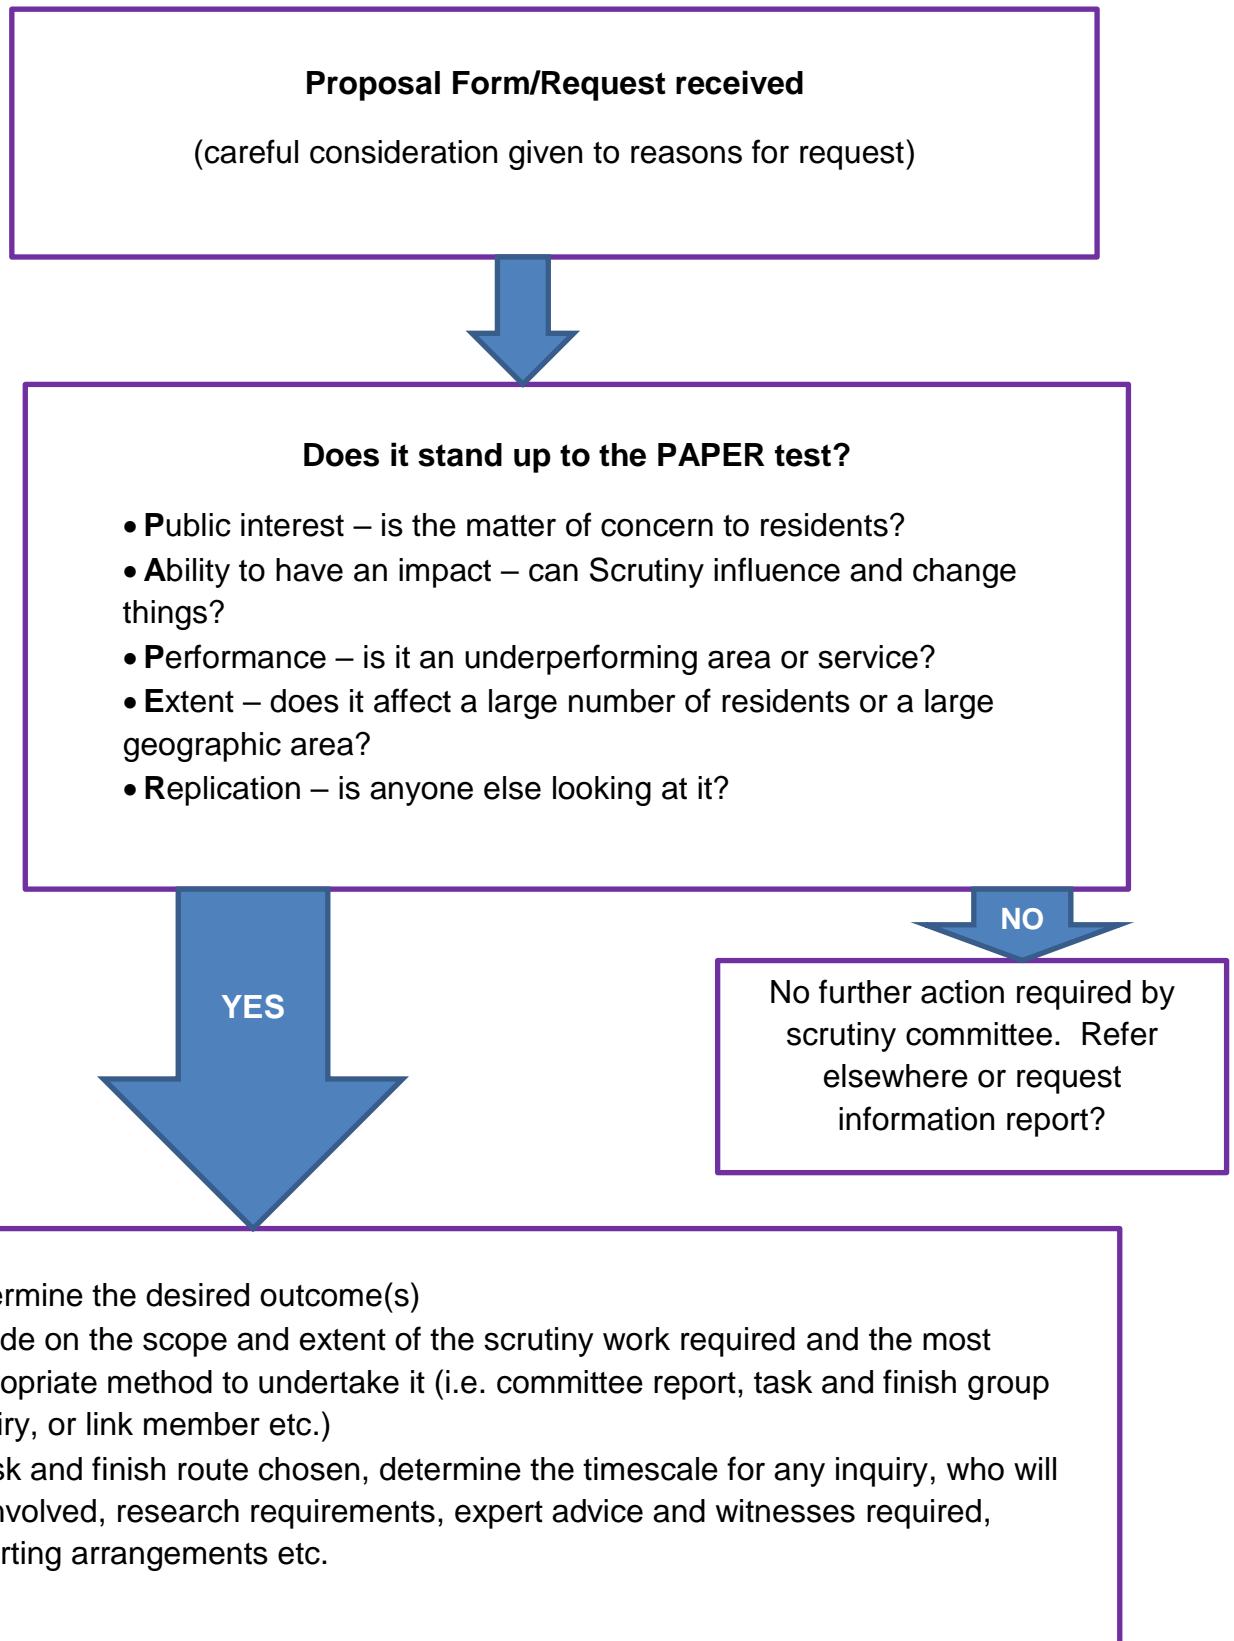 Proposal Form/Request received
(careful consideration given to reasons for request)
Does it stand up to the PAPER test?
• Public interest – is the matter of concern to residents?
• Ability to have an impact – can Scrutiny influence and change
things?
• Performance – is it an underperforming area or service?
• Extent – does it affect a large number of residents or a large
geographic area?
• Replication – is anyone else looking at it?
YES
NO
No further action required by
scrutiny committee.  Refer
elsewhere or request
information report?
ermine the desired outcome(s)
de on the scope and extent of the scrutiny work required and the most
opriate method to undertake it (i.e. committee report, task and finish group
iry, or link member etc.)
sk and finish route chosen, determine the timescale for any inquiry, who will
nvolved, research requirements, expert advice and witnesses required,
rting arrangements etc.